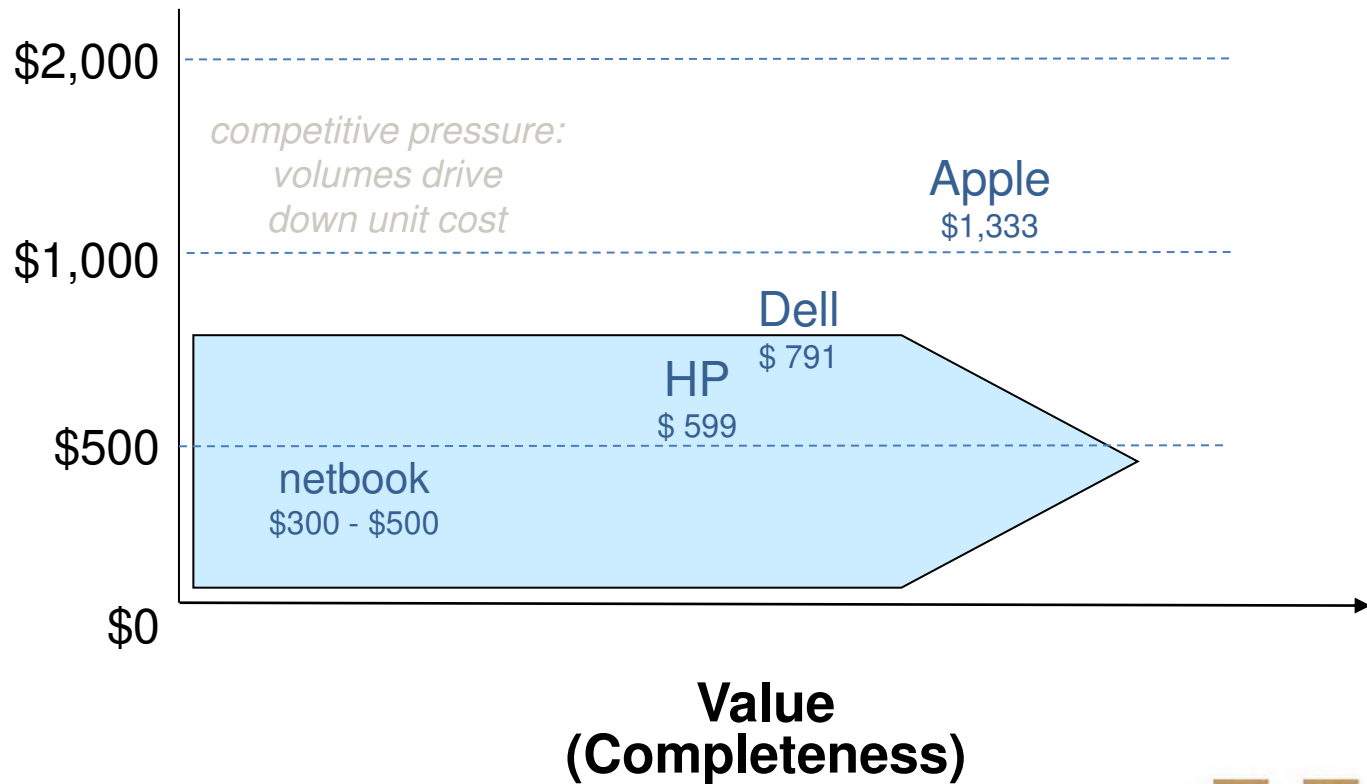 $2,000
competitive pressure:
volumes drive
down unit cost
Apple
$1,333
$1,000
Dell
$ 791
HP
$ 599
$500
netbook
$300 - $500
$0
Value
(Completeness)